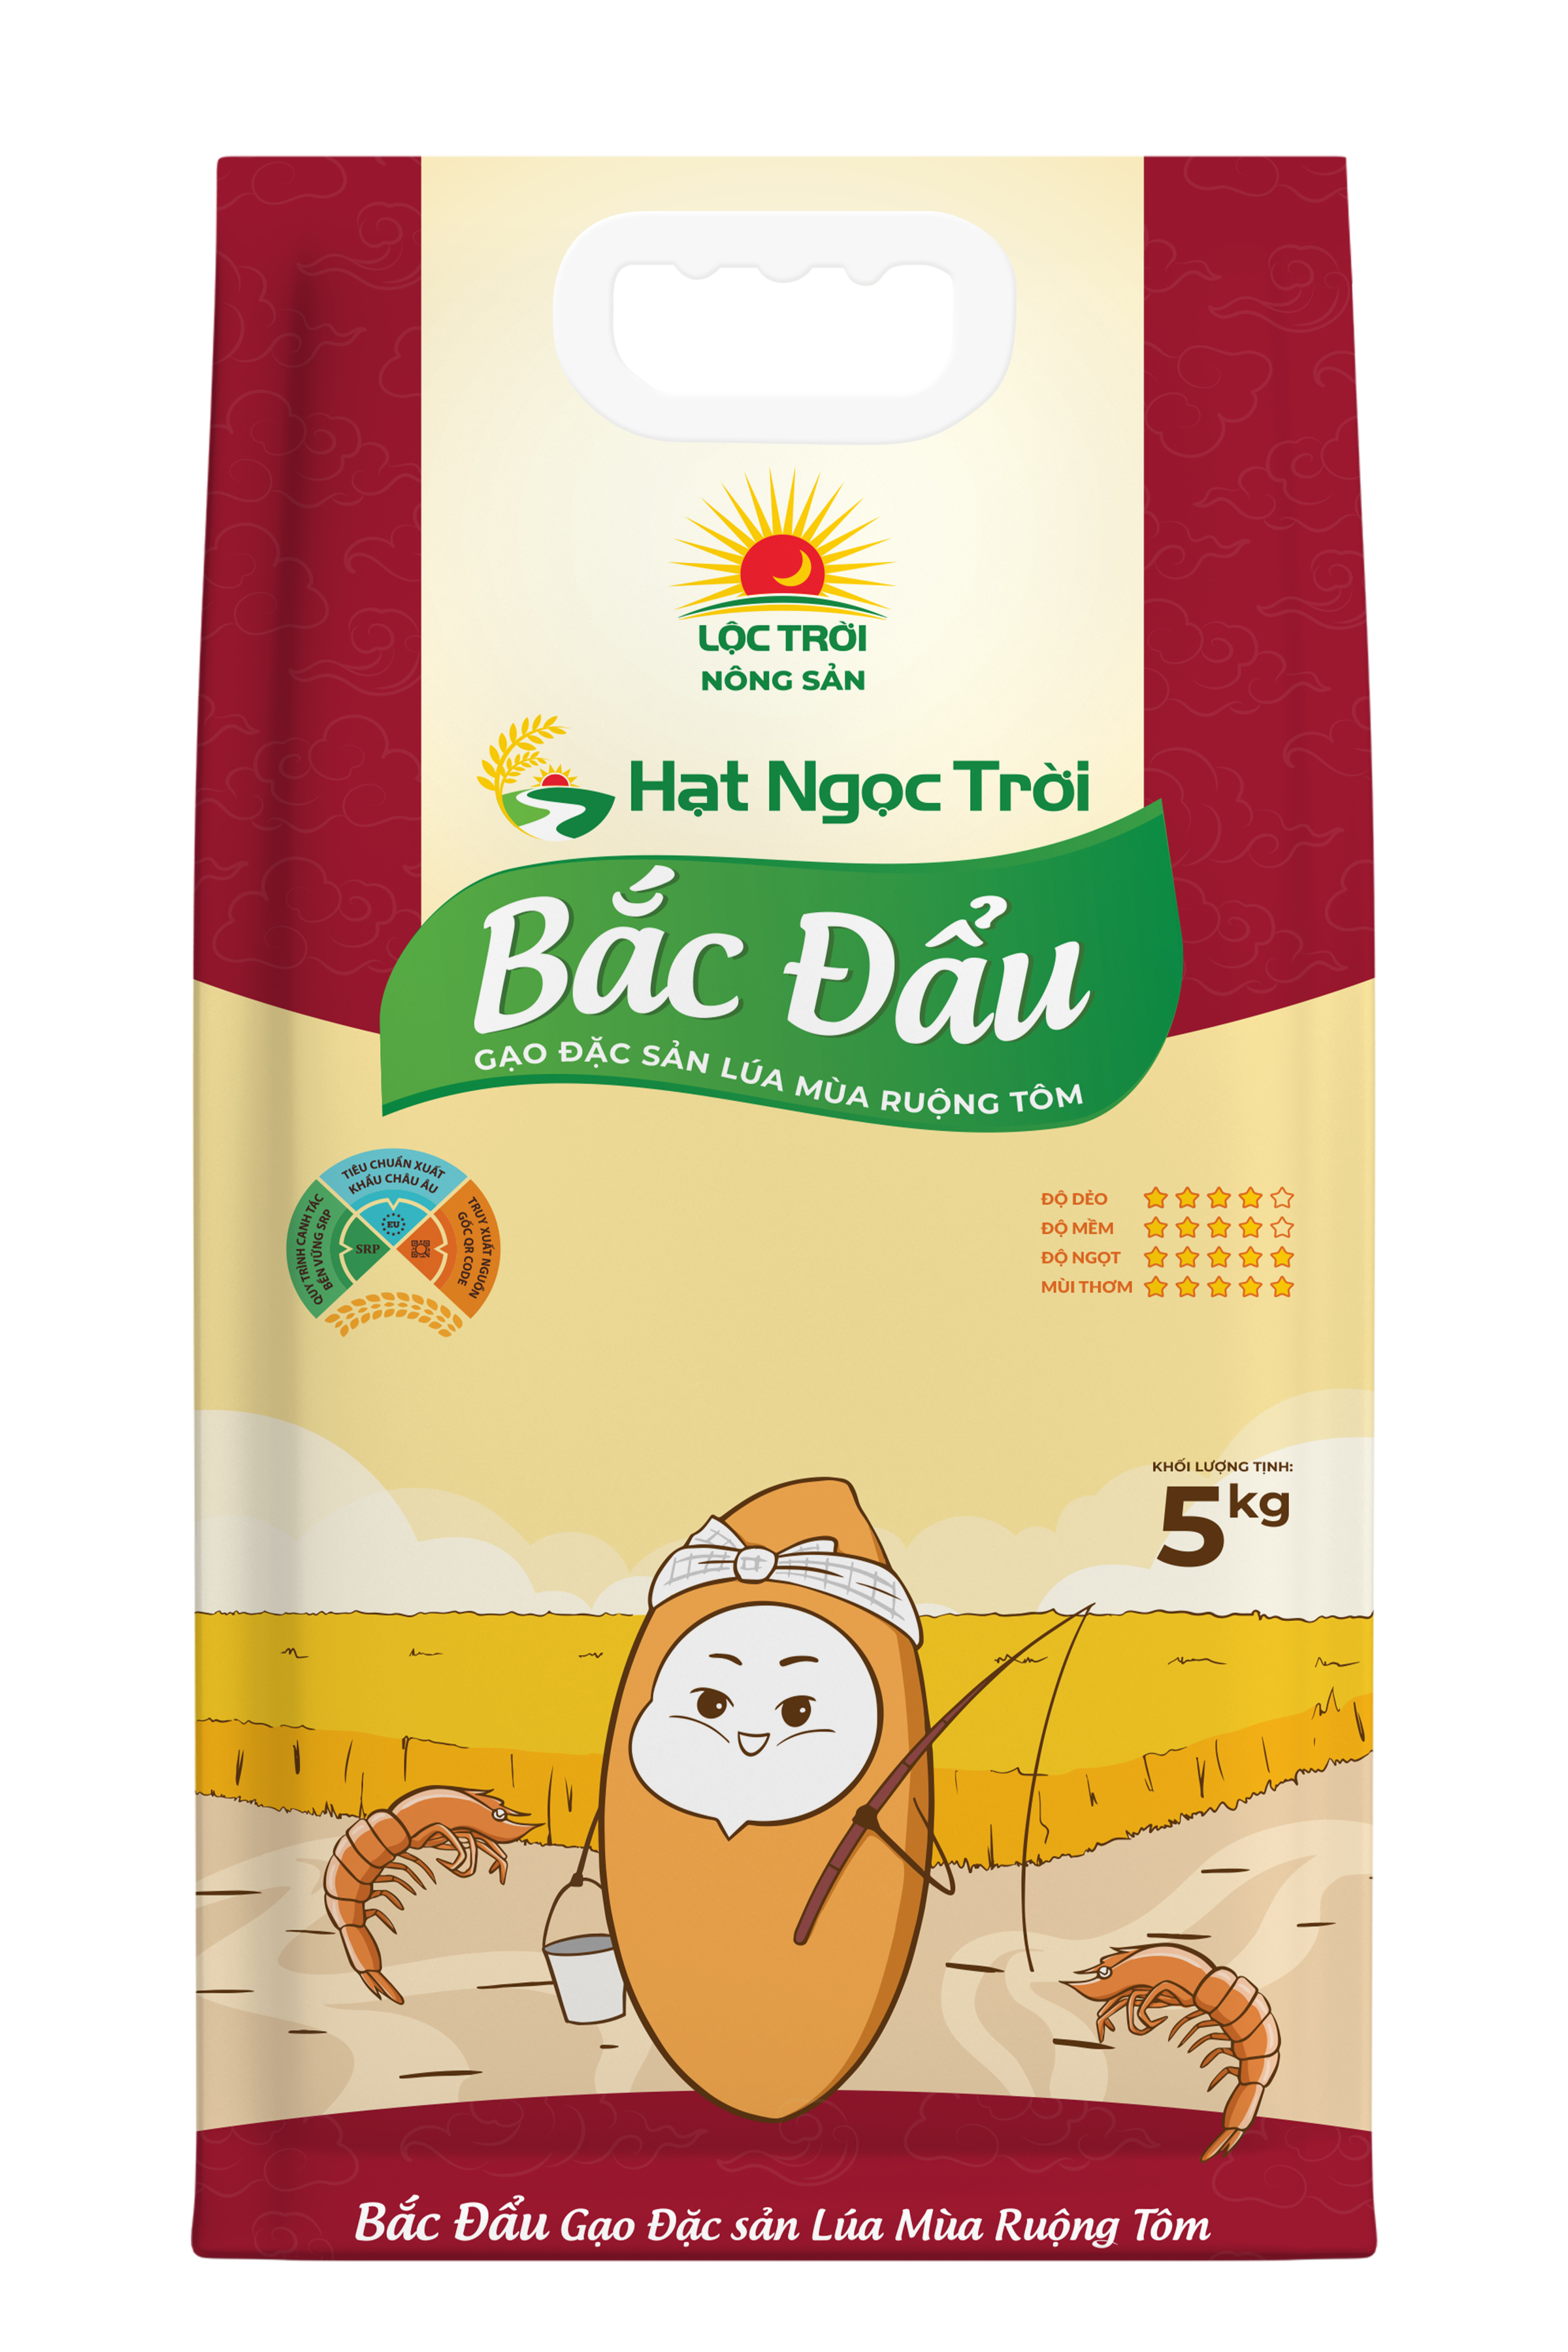 LỘC TRỜI
NÔNG SẢN
Hạt Ngọc Trời
Bắc Đẩu
GẠO ĐẶC SẢN LÚA MÙA RUỘNG TÔM
TIÊU CHUẨN XUẤT
KHẨU CHÂU ÂU
EU
QUY TRÌNH CANH TÁC
BỀN VỮNG SRP
SRP
TRUY XUẤT NGUỒN
GỐC QR CODE
ĐỘ DẺO
ĐỘ MỀM
ĐỘ NGỌT
MÙI THƠM
KHỐI LƯỢNG TỊNH:
5kg
Bắc Đẩu Gạo Đặc sản Lúa Mùa Ruộng Tôm